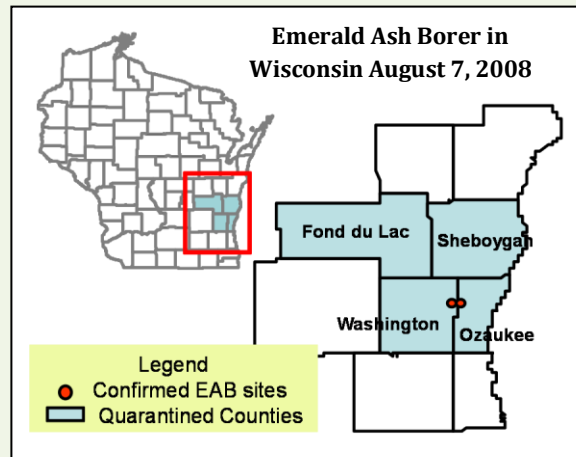 Emerald Ash Borer in
Wisconsin August 7, 2008
Fond du Lac
Sheboygan
Washington
Ozaukee
Legend
Confirmed EAB sites
Quarantined Counties